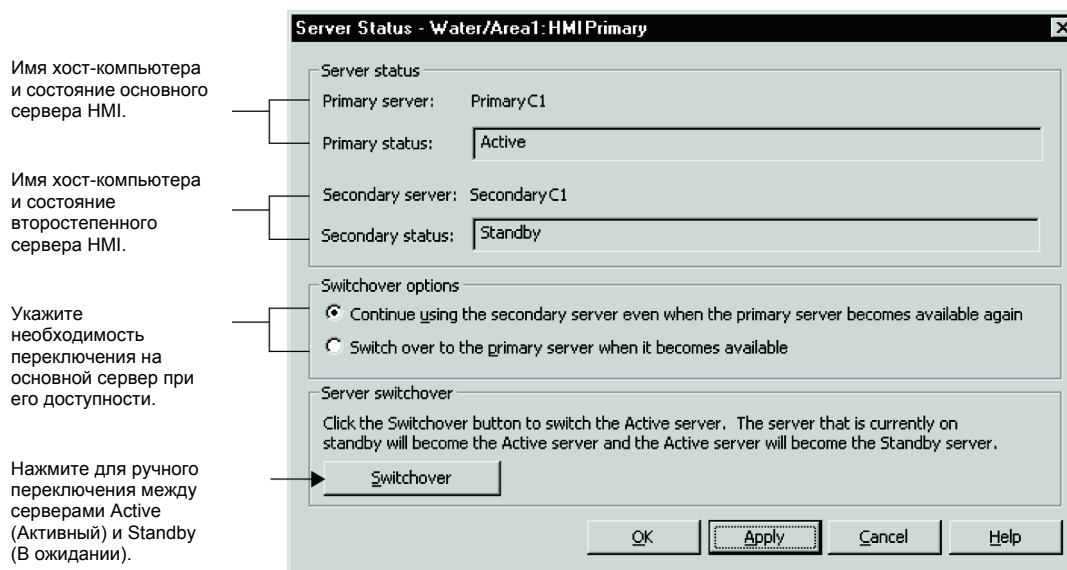 Server Status - Water/Area1: HMIPrimary
Имя хост-компьютера
и состояние основного
сервера HMI.
Server status
Primary server: PrimaryC1
Primary status: Active
Имя хост-компьютера
и состояние
второстепенного
сервера HMI.
Secondary server: SecondaryC1
Secondary status: Standby
Укажите
необходимость
переключения на
основной сервер при
его доступности.
Switchover options
Continue using the secondary server even when the primary server becomes available again
Switch over to the primary server when it becomes available
Server switchover
Click the Switchover button to switch the Active server. The server that is currently on
standby will become the Active server and the Active server will become the Standby server.
Нажмите для ручного
переключения между
серверами Active
(Активный) и Standby
(В ожидании).
Switchover
OK Apply Cancel Help